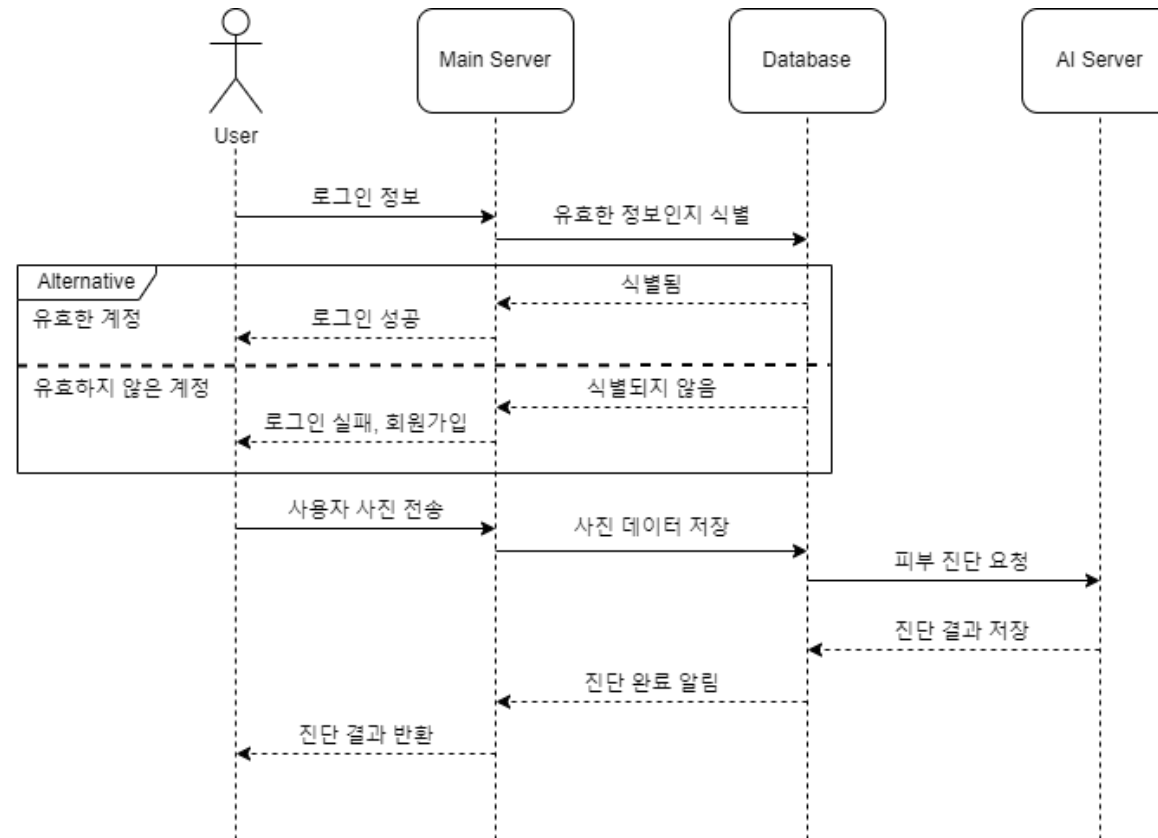 Main Server
Database
AI Server
User
로그인 정보
유효한 정보인지 식별
Alternative
식별됨
유효한 계정
로그인 성공
유효하지 않은 계정
식별되지 않음
로그인 실패, 회원가입
사용자 사진 전송
사진 데이터 저장
피부 진단 요청
진단 결과 저장
진단 완료 알림
진단 결과 반환